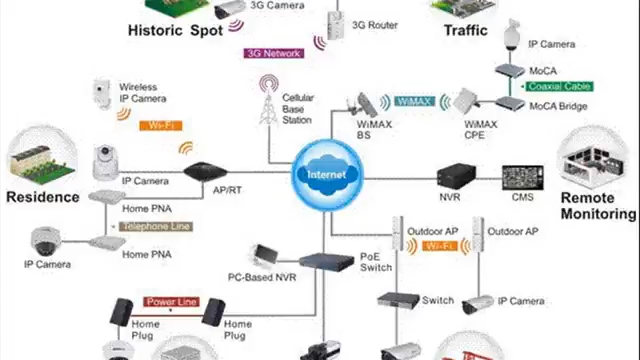 3G Camera
Historic Spot
3G Router
Traffic
3G Network
IP Camera
MoCA
Coaxial Cable
MoCA Bridge
Wireless
IP Camera
Wi-Fi
Cellular
Base
Station
WiMAX
WiMAX
BS
WiMAX
CPE
Internet
IP Camera
AP/RT
NVR
CMS
Residence
Remote
Monitoring
Home PNA
Telephone Line
Home PNA
IP Camera
Outdoor AP
Wi-Fi
Outdoor AP
PoE
Switch
PC-Based NVR
Switch
IP Camera
Power Line
Home
Plug
Home
Plug